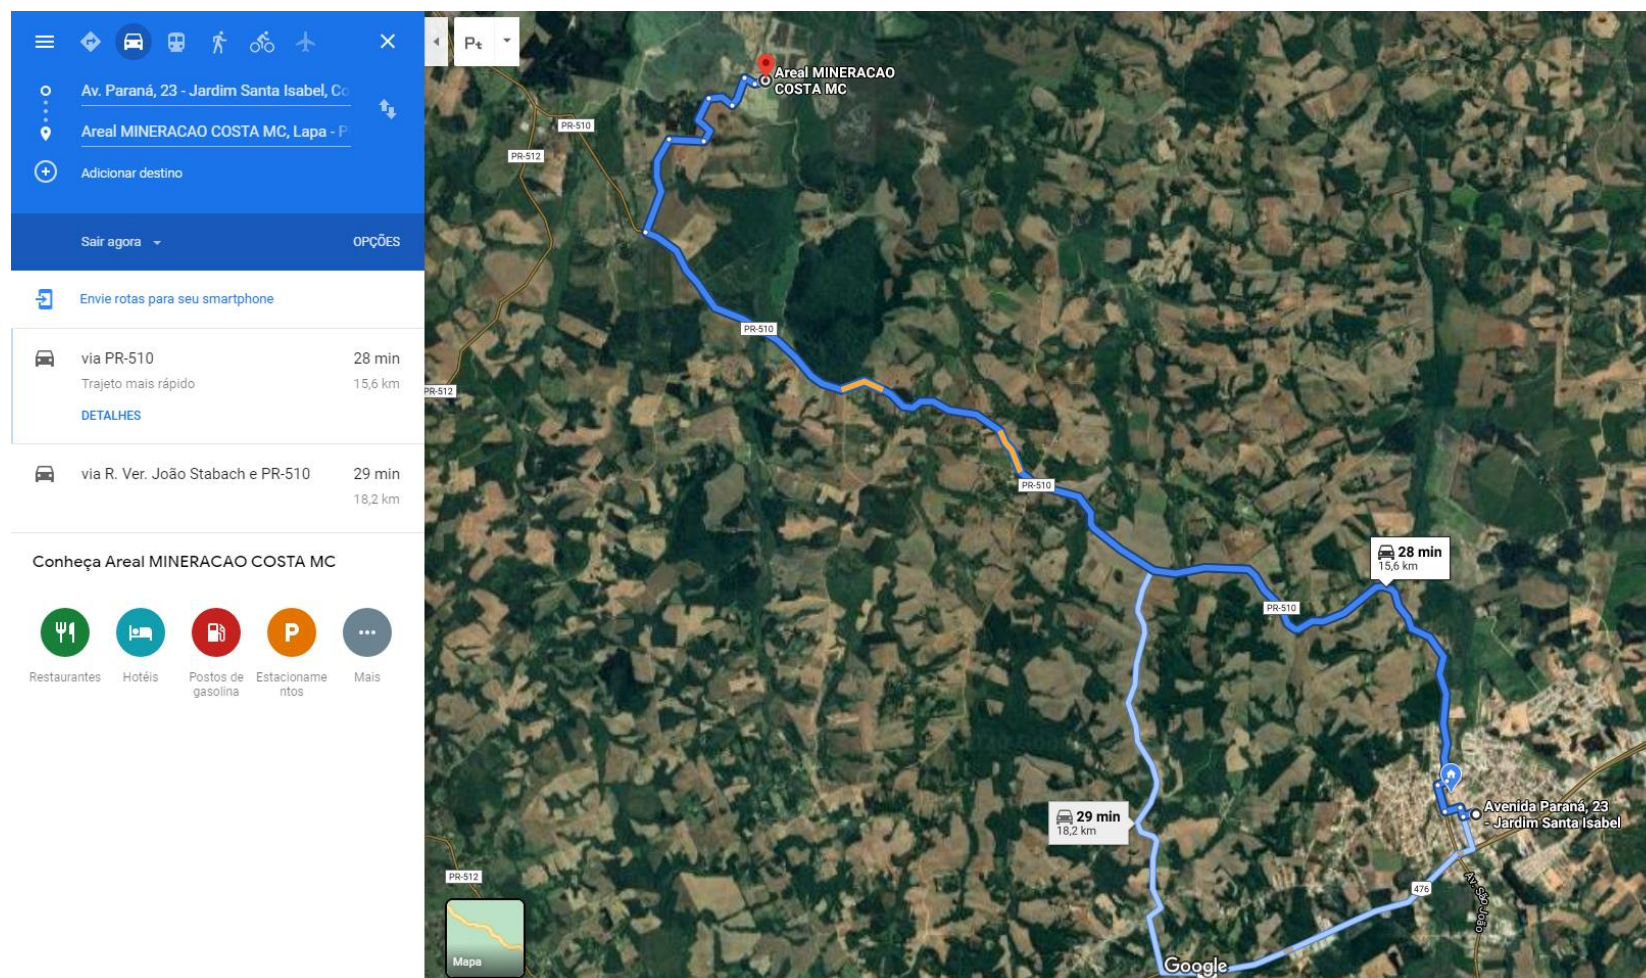 Av. Paraná, 23 - Jardim Santa Isabel, Co
Areal MINERACAO COSTA MC, Lapa - P
Adicionar destino
Sair agora
OPÇÕES
Envie rotas para seu smartphone
via PR-510
28 min
Trajeto mais rápido
15,6 km
DETALHES
via R. Ver. João Stabach e PR-510
29 min
18,2 km
Conheça Areal MINERACAO COSTA MC
Restaurantes
Hotéis
Postos de
gasolina
Estacioname
ntos
Mais
Areal MINERACAO
COSTA MC
PR-510
PR-512
PR-510
PR-512
PR-510
28 min
15,6 km
PR-510
Avenida Paraná, 23
- Jardim Santa Isabel
29 min
18,2 km
PR-512
476
Av. São João
Mapa
Google